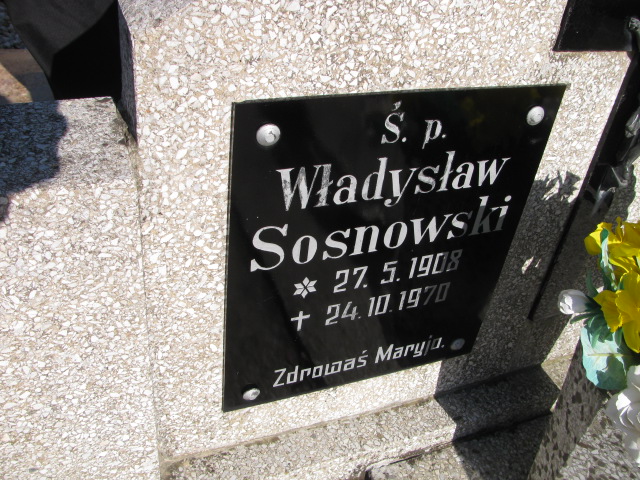 Ś. p.
Władysław
Sosnowski
* 27. 5. 1908
+ 24.10.1970
Zdrowaś Maryjo.